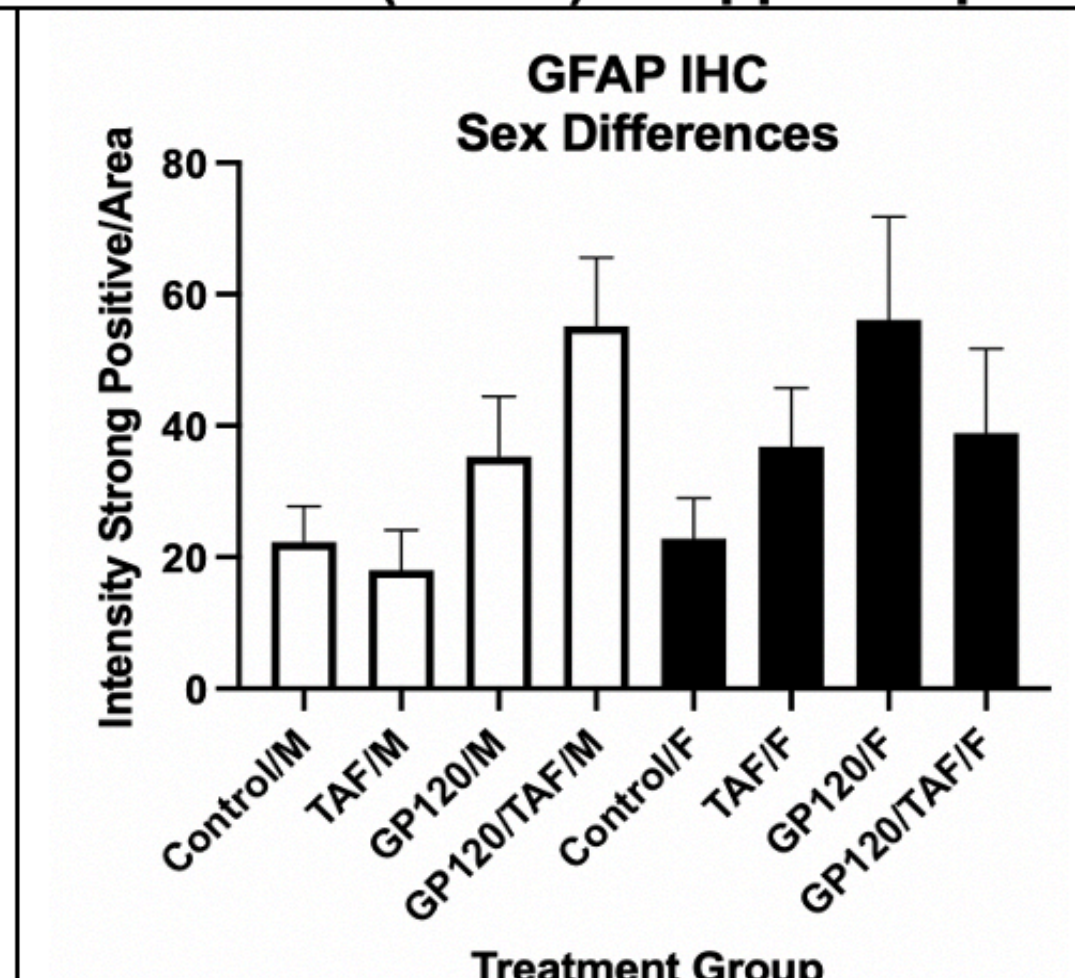 GFAP IHC
Sex Differences
Intensity Strong Positive/Area
80
60
40
20
0
Control/M
TAF/M
GP120/M
GP120/TAF/M
Control/F
TAF/F
GP120/F
GP120/TAF/F
Treatment Group